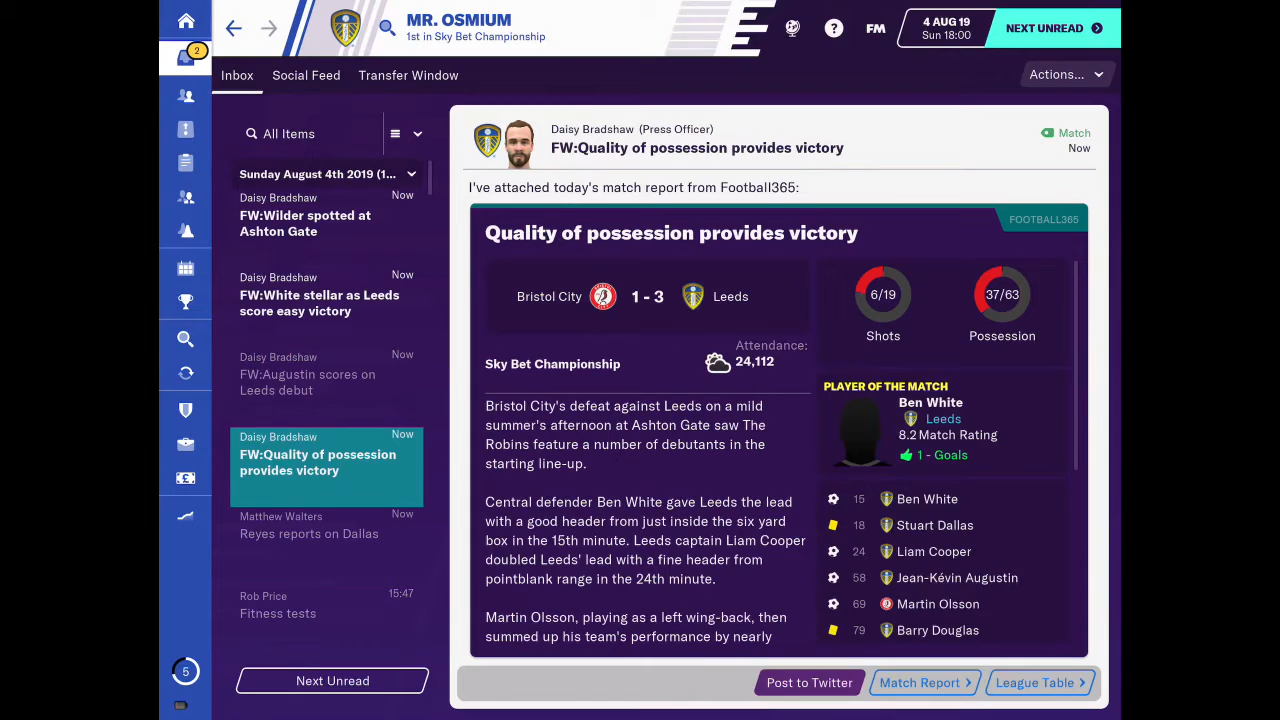 MR. OSMIUM
1st in Sky Bet Championship
?
FM
4 AUG 19
Sun 18:00
NEXT UNREAD
2
Inbox
Social Feed
Transfer Window
Actions...
All Items
Sunday August 4th 2019 (1...
Daisy Bradshaw
Now
FW:Wilder spotted at
Ashton Gate
Daisy Bradshaw
Now
FW:White stellar as Leeds
score easy victory
Daisy Bradshaw
Now
FW:Augustin scores on
Leeds debut
Daisy Bradshaw
Now
FW:Quality of possession
provides victory
Matthew Walters
Now
Reyes reports on Dallas
Rob Price
15:47
Fitness tests
Next Unread
5
Daisy Bradshaw (Press Officer)
FW:Quality of possession provides victory
Match
Now
I've attached today's match report from Football365:
FOOTBALL365
Quality of possession provides victory
Bristol City 1 - 3 Leeds
Sky Bet Championship
Attendance:
24,112
Bristol City's defeat against Leeds on a mild
summer's afternoon at Ashton Gate saw The
Robins feature a number of debutants in the
starting line-up.
Central defender Ben White gave Leeds the lead
with a good header from just inside the six yard
box in the 15th minute. Leeds captain Liam Cooper
doubled Leeds' lead with a fine header from
pointblank range in the 24th minute.
Martin Olsson, playing as a left wing-back, then
summed up his team's performance by nearly
6/19
Shots
37/63
Possession
PLAYER OF THE MATCH
Ben White
Leeds
8.2 Match Rating
1 - Goals
15 Ben White
18 Stuart Dallas
24 Liam Cooper
58 Jean-Kévin Augustin
69 Martin Olsson
79 Barry Douglas
Post to Twitter
Match Report
League Table